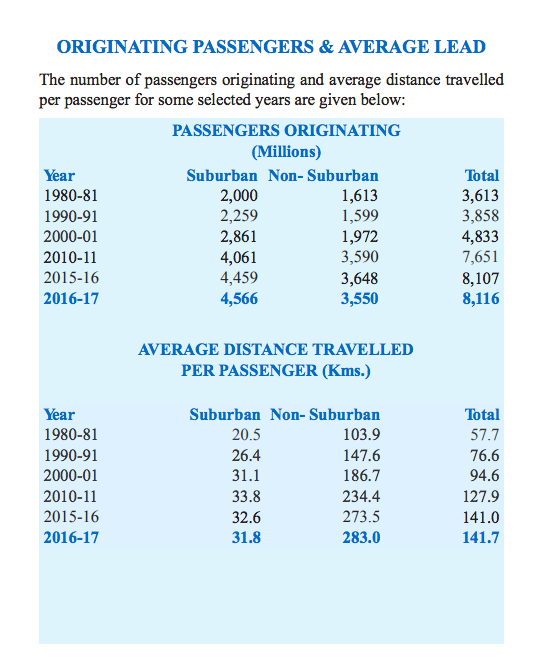 ORIGINATING PASSENGERS & AVERAGE LEAD
The number of passengers originating and average distance travelled
per passenger for some selected years are given below:
PASSENGERS ORIGINATING
(Millions)
Year Suburban Non- Suburban Total
1980-81 2,000 1,613 3,613
1990-91 2,259 1,599 3,858
2000-01 2,861 1,972 4,833
2010-11 4,061 3,590 7,651
2015-16 4,459 3,648 8,107
2016-17 4,566 3,550 8,116
AVERAGE DISTANCE TRAVELLED
PER PASSENGER (Kms.)
Year Suburban Non- Suburban Total
1980-81 20.5 103.9 57.7
1990-91 26.4 147.6 76.6
2000-01 31.1 186.7 94.6
2010-11 33.8 234.4 127.9
2015-16 32.6 273.5 141.0
2016-17 31.8 283.0 141.7